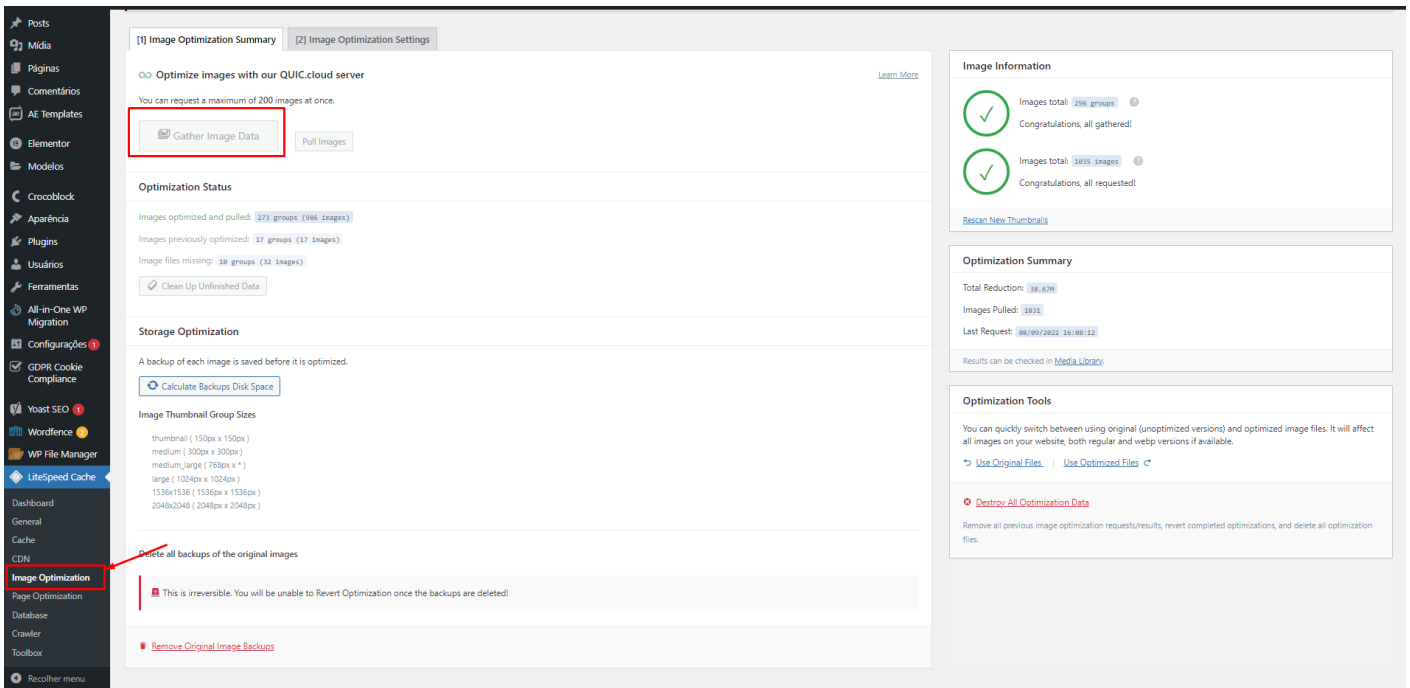 Posts
Mídia
Páginas
Comentários
AE Templates
Elementor
Modelos
Crocoblock
Aparência
Plugins
Usuários
Ferramentas
All-in-One WP
Migration
Configurações 1
GDPR Cookie
Compliance
Yoast SEO 1
Wordfence 2
WP File Manager
LiteSpeed Cache
Dashboard
General
Cache
CDN
Image Optimization
Page Optimization
Database
Crawler
Toolbox
Recolher menu
[1] Image Optimization Summary [2] Image Optimization Settings
Optimize images with our QUIC.cloud server Learn More
You can request a maximum of 200 images at once.
Gather Image Data Pull Images
Optimization Status
Images optimized and pulled: 273 groups (986 images)
Images previously optimized: 17 groups (17 images)
Image files missing: 10 groups (32 images)
Clean Up Unfinished Data
Storage Optimization
A backup of each image is saved before it is optimized.
Calculate Backups Disk Space
Image Thumbnail Group Sizes
thumbnail ( 150px x 150px )
medium ( 300px x 300px )
medium_large ( 768px x * )
large ( 1024px x 1024px )
1536x1536 ( 1536px x 1536px )
2048x2048 ( 2048px x 2048px )
Delete all backups of the original images
This is irreversible. You will be unable to Revert Optimization once the backups are deleted!
Remove Original Image Backups
Image Information
Images total: 296 groups ?
Congratulations, all gathered!
Images total: 1035 images ?
Congratulations, all requested!
Rescan New Thumbnails
Optimization Summary
Total Reduction: 38.67M
Images Pulled: 1031
Last Request: 08/09/2022 16:08:12
Results can be checked in Media Library.
Optimization Tools
You can quickly switch between using original (unoptimized versions) and optimized image files. It will affect
all images on your website, both regular and webp versions if available.
Use Original Files | Use Optimized Files
Destroy All Optimization Data
Remove all previous image optimization requests/results, revert completed optimizations, and delete all optimization
files.